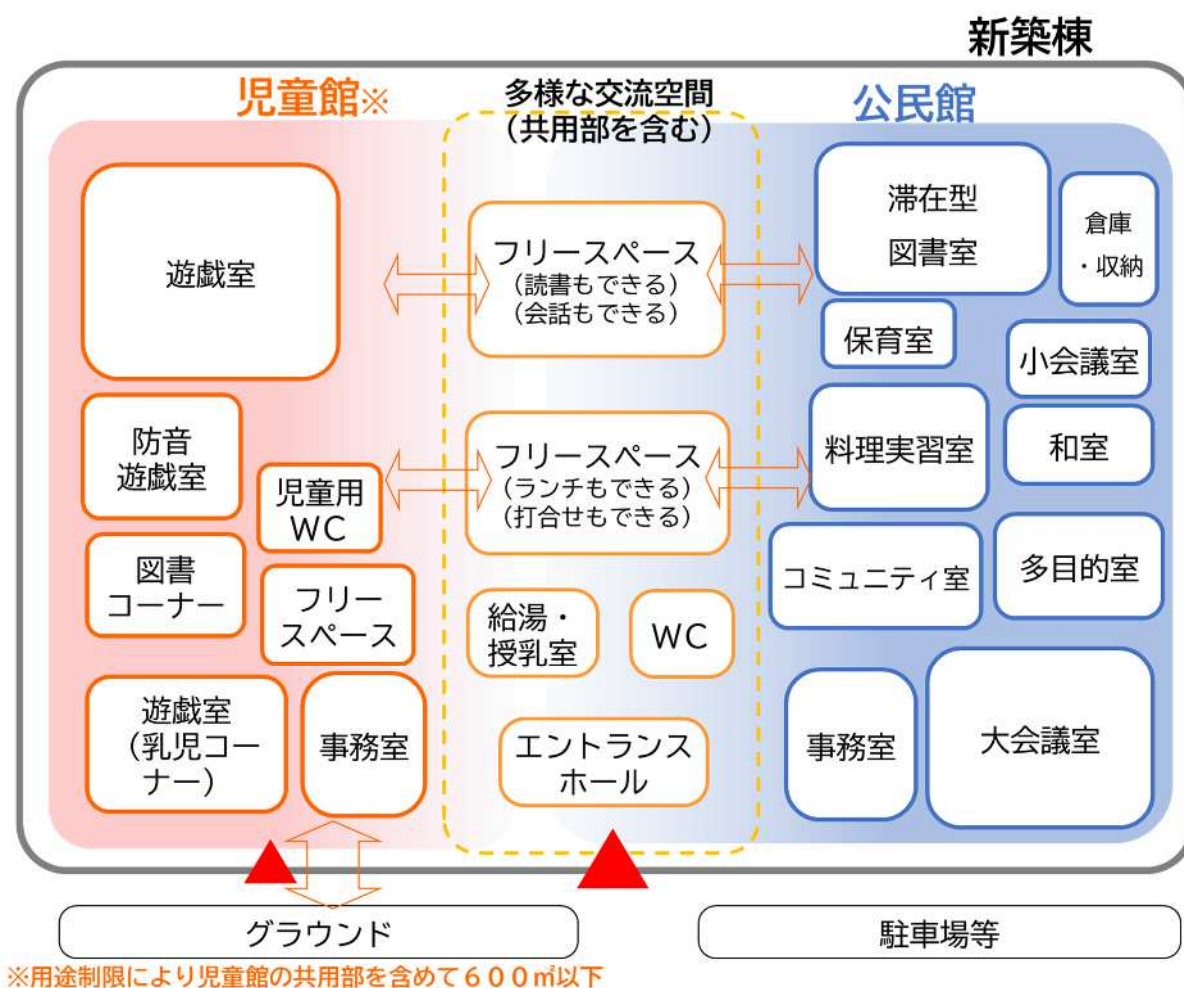 新築棟
児童館※
多様な交流空間
（共用部を含む）
公民館
遊戯室
防音
遊戯室
児童用
ＷＣ
図書
コーナー
フリー
スペース
遊戯室
（乳児コー
ナー）
事務室
フリースペース
（読書もできる）
（会話もできる）
フリースペース
（ランチもできる）
（打合せもできる）
給湯・
授乳室
ＷＣ
エントランス
ホール
滞在型
図書室
倉庫
・収納
保育室
小会議室
料理実習室
和室
コミュニティ室
多目的室
事務室
大会議室
グラウンド
駐車場等
※用途制限により児童館の共用部を含めて６００㎡以下